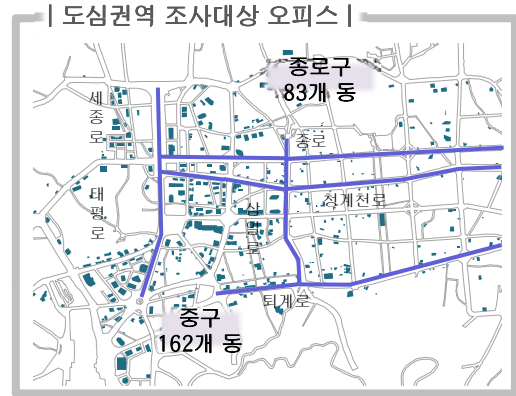 | 도심권역 조사대상 오피스 |
종로구
83개 동
세종로
종로
태평로
삼일로
청계천로
퇴계로
중구
162개 동